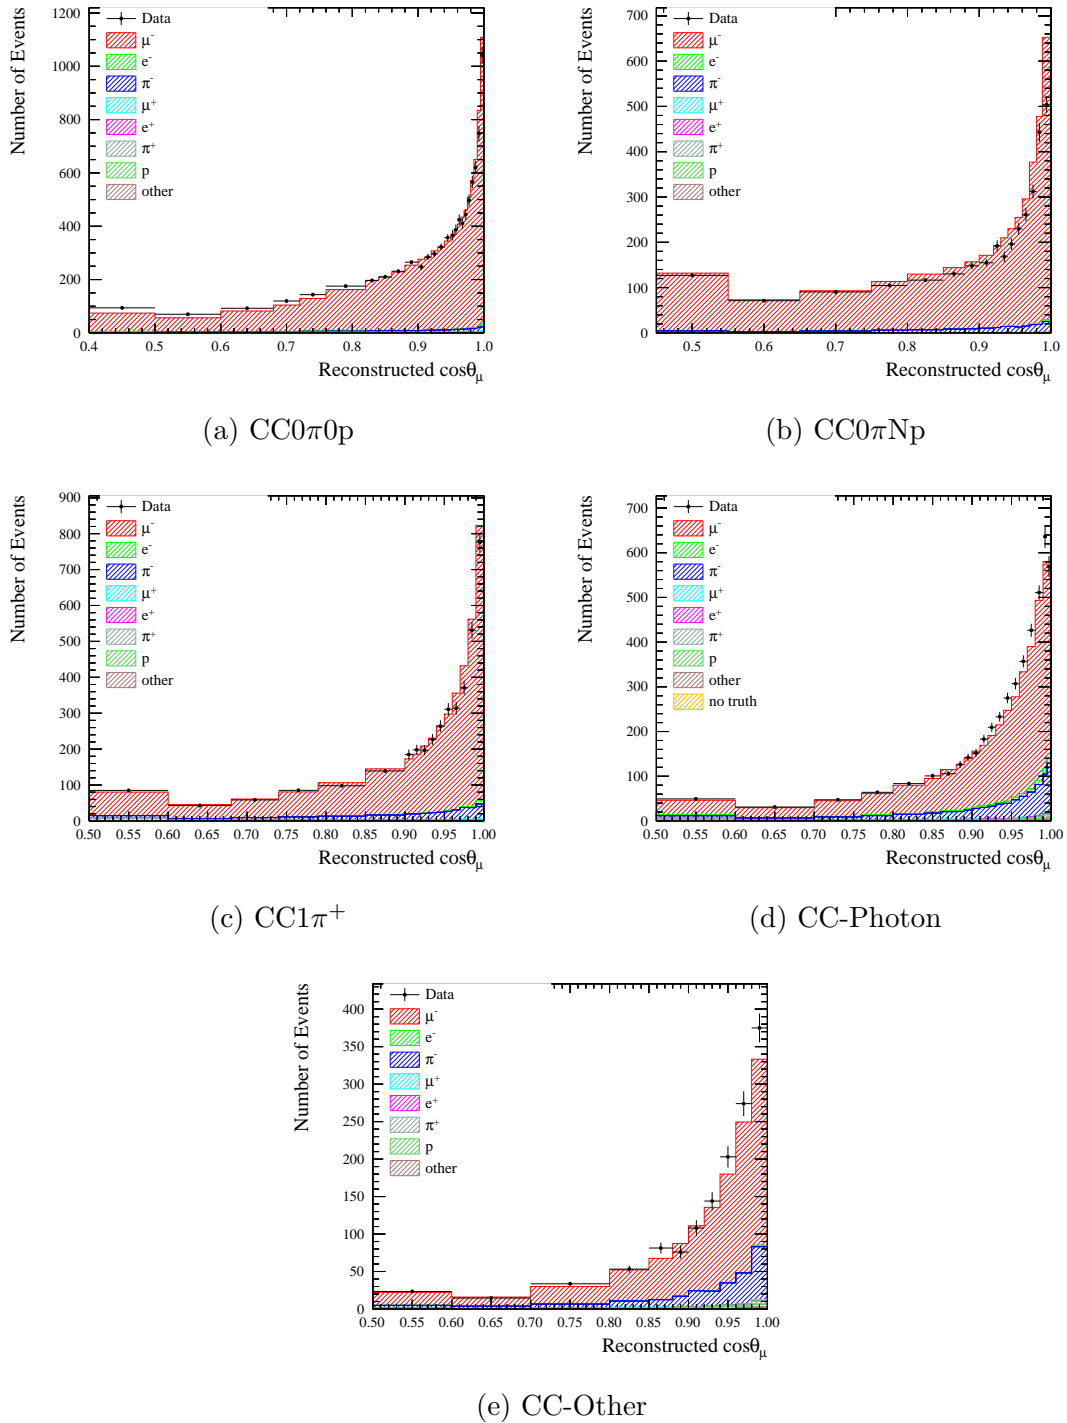 Number of Events
1200
1000
800
600
400
200
0
Data
μ⁻
e⁻
π⁻
μ⁺
e⁺
π⁺
p
other
0.4 0.5 0.6 0.7 0.8 0.9 1.0
Reconstructed cosθμ
(a) CC0π0p
Number of Events
700
600
500
400
300
200
100
0
Data
μ⁻
e⁻
π⁻
μ⁺
e⁺
π⁺
p
other
0.5 0.6 0.7 0.8 0.9 1.0
Reconstructed cosθμ
(b) CC0πNp
Number of Events
900
800
700
600
500
400
300
200
100
0
Data
μ⁻
e⁻
π⁻
μ⁺
e⁺
π⁺
p
other
0.50 0.55 0.60 0.65 0.70 0.75 0.80 0.85 0.90 0.95 1.00
Reconstructed cosθμ
(c) CC1π⁺
Number of Events
700
600
500
400
300
200
100
0
Data
μ⁻
e⁻
π⁻
μ⁺
e⁺
π⁺
p
other
no truth
0.50 0.55 0.60 0.65 0.70 0.75 0.80 0.85 0.90 0.95 1.00
Reconstructed cosθμ
(d) CC-Photon
Number of Events
400
350
300
250
200
150
100
50
0
Data
μ⁻
e⁻
π⁻
μ⁺
e⁺
π⁺
p
other
0.50 0.55 0.60 0.65 0.70 0.75 0.80 0.85 0.90 0.95 1.00
Reconstructed cosθμ
(e) CC-Other